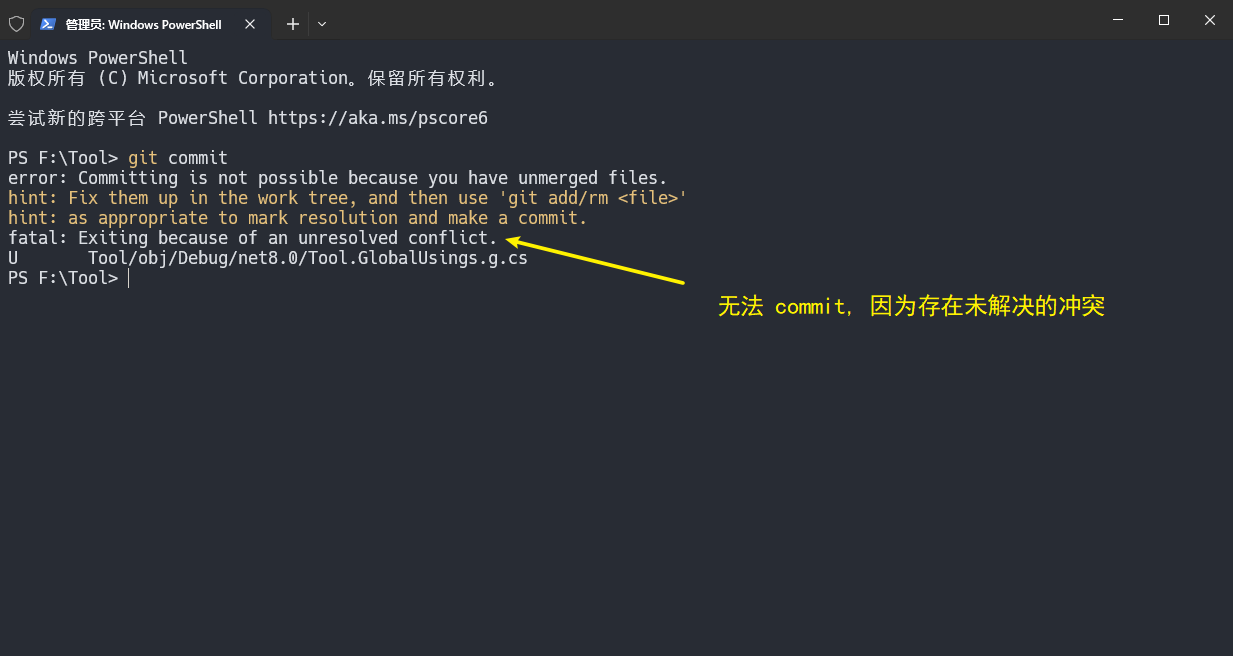 管理员: Windows PowerShell
Windows PowerShell
版权所有 (C) Microsoft Corporation。保留所有权利。
尝试新的跨平台 PowerShell https://aka.ms/pscore6
PS F:\Tool> git commit
error: Committing is not possible because you have unmerged files.
hint: Fix them up in the work tree, and then use 'git add/rm <file>'
hint: as appropriate to mark resolution and make a commit.
fatal: Exiting because of an unresolved conflict.
U       Tool/obj/Debug/net8.0/Tool.GlobalUsings.g.cs
PS F:\Tool>
无法 commit, 因为存在未解决的冲突